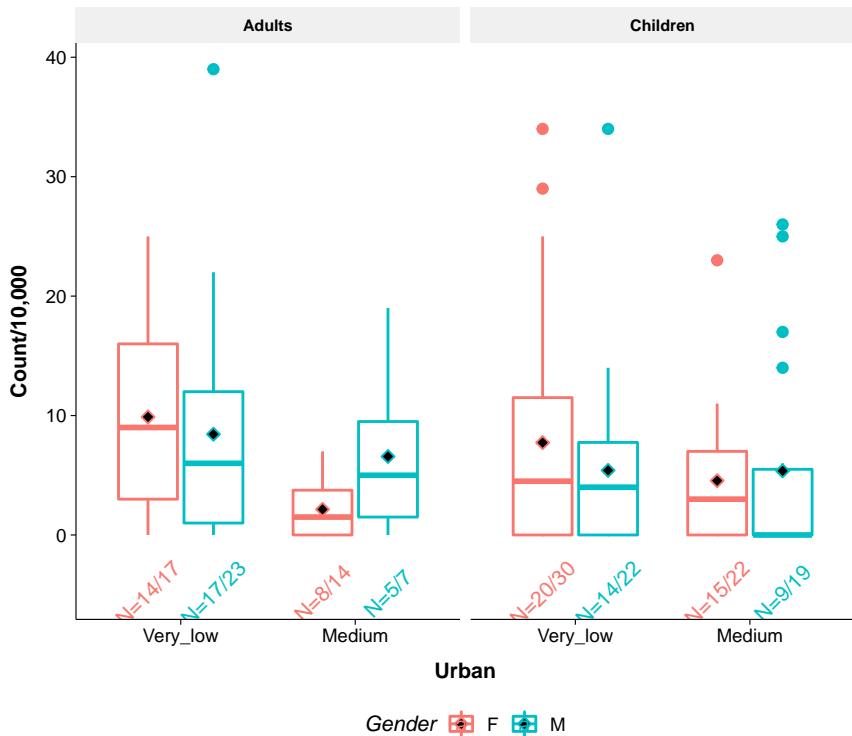 Adults
Children
40
30
20
10
0
Count/10,000
N=14/17
N=17/23
N=8/14
N=5/7
N=20/30
N=14/22
N=15/22
N=9/19
Very_low
Medium
Very_low
Medium
Urban
Gender F M